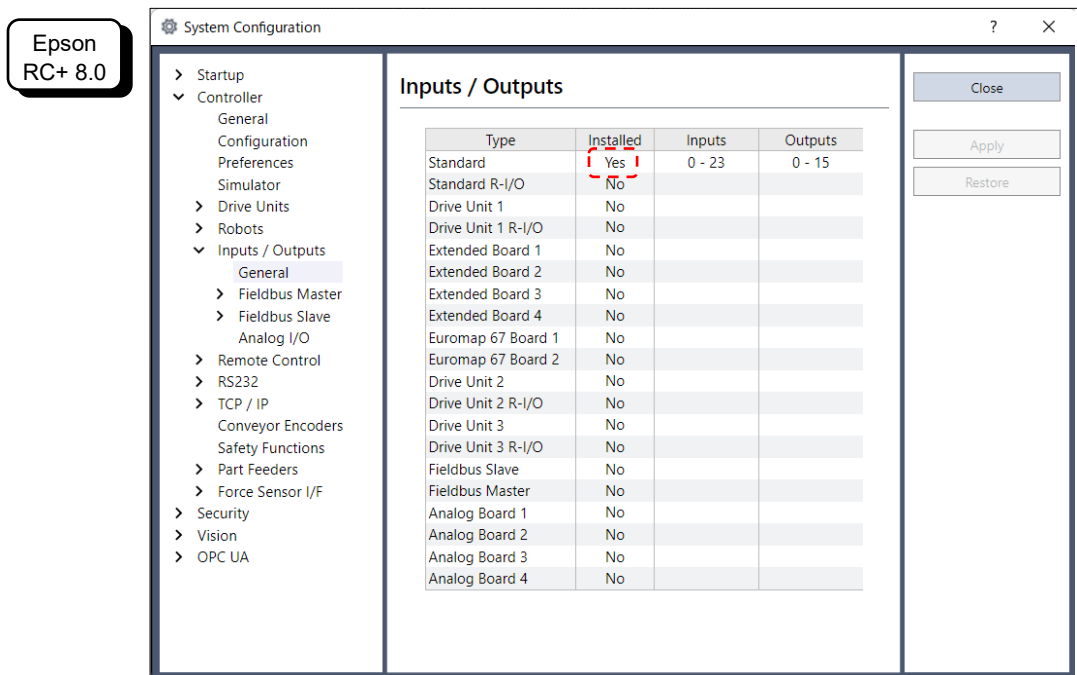 Epson
RC+ 8.0
System Configuration
?
Startup
Controller
General
Configuration
Preferences
Simulator
Drive Units
Robots
Inputs / Outputs
General
Fieldbus Master
Fieldbus Slave
Analog I/O
Remote Control
RS232
TCP / IP
Conveyor Encoders
Safety Functions
Part Feeders
Force Sensor I/F
Security
Vision
OPC UA
Inputs / Outputs
Type Installed Inputs Outputs
Standard Yes 0 - 23 0 - 15
Standard R-I/O No
Drive Unit 1 No
Drive Unit 1 R-I/O No
Extended Board 1 No
Extended Board 2 No
Extended Board 3 No
Extended Board 4 No
Euromap 67 Board 1 No
Euromap 67 Board 2 No
Drive Unit 2 No
Drive Unit 2 R-I/O No
Drive Unit 3 No
Drive Unit 3 R-I/O No
Fieldbus Slave No
Fieldbus Master No
Analog Board 1 No
Analog Board 2 No
Analog Board 3 No
Analog Board 4 No
Close
Apply
Restore